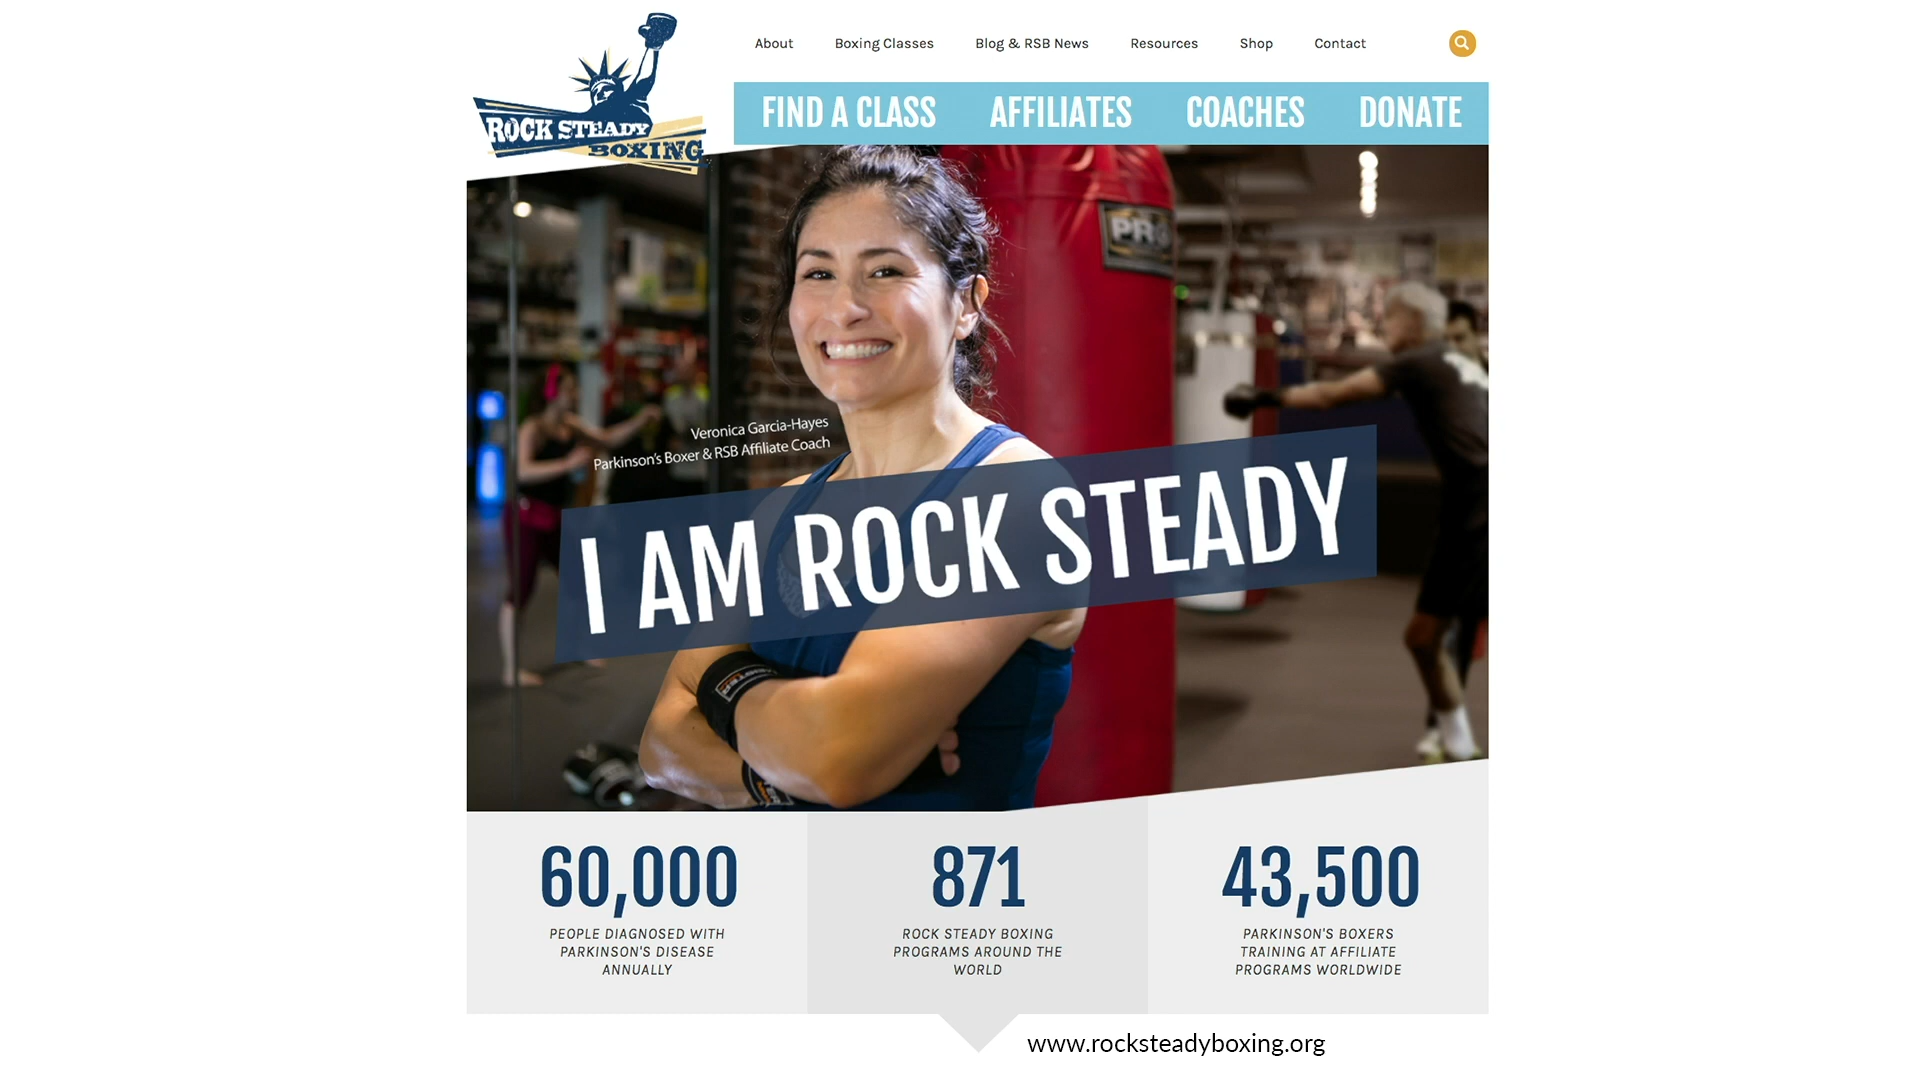 About Boxing Classes Blog & RSB News Resources Shop Contact
ROCK STEADY
BOXING
FIND A CLASS AFFILIATES COACHES DONATE
PRO
Veronica Garcia-Hayes
Parkinson's Boxer & RSB Affiliate Coach
I AM ROCK STEADY
60,000
PEOPLE DIAGNOSED WITH
PARKINSON'S DISEASE
ANNUALLY
871
ROCK STEADY BOXING
PROGRAMS AROUND THE
WORLD
43,500
PARKINSON'S BOXERS
TRAINING AT AFFILIATE
PROGRAMS WORLDWIDE
www.rocksteadyboxing.org